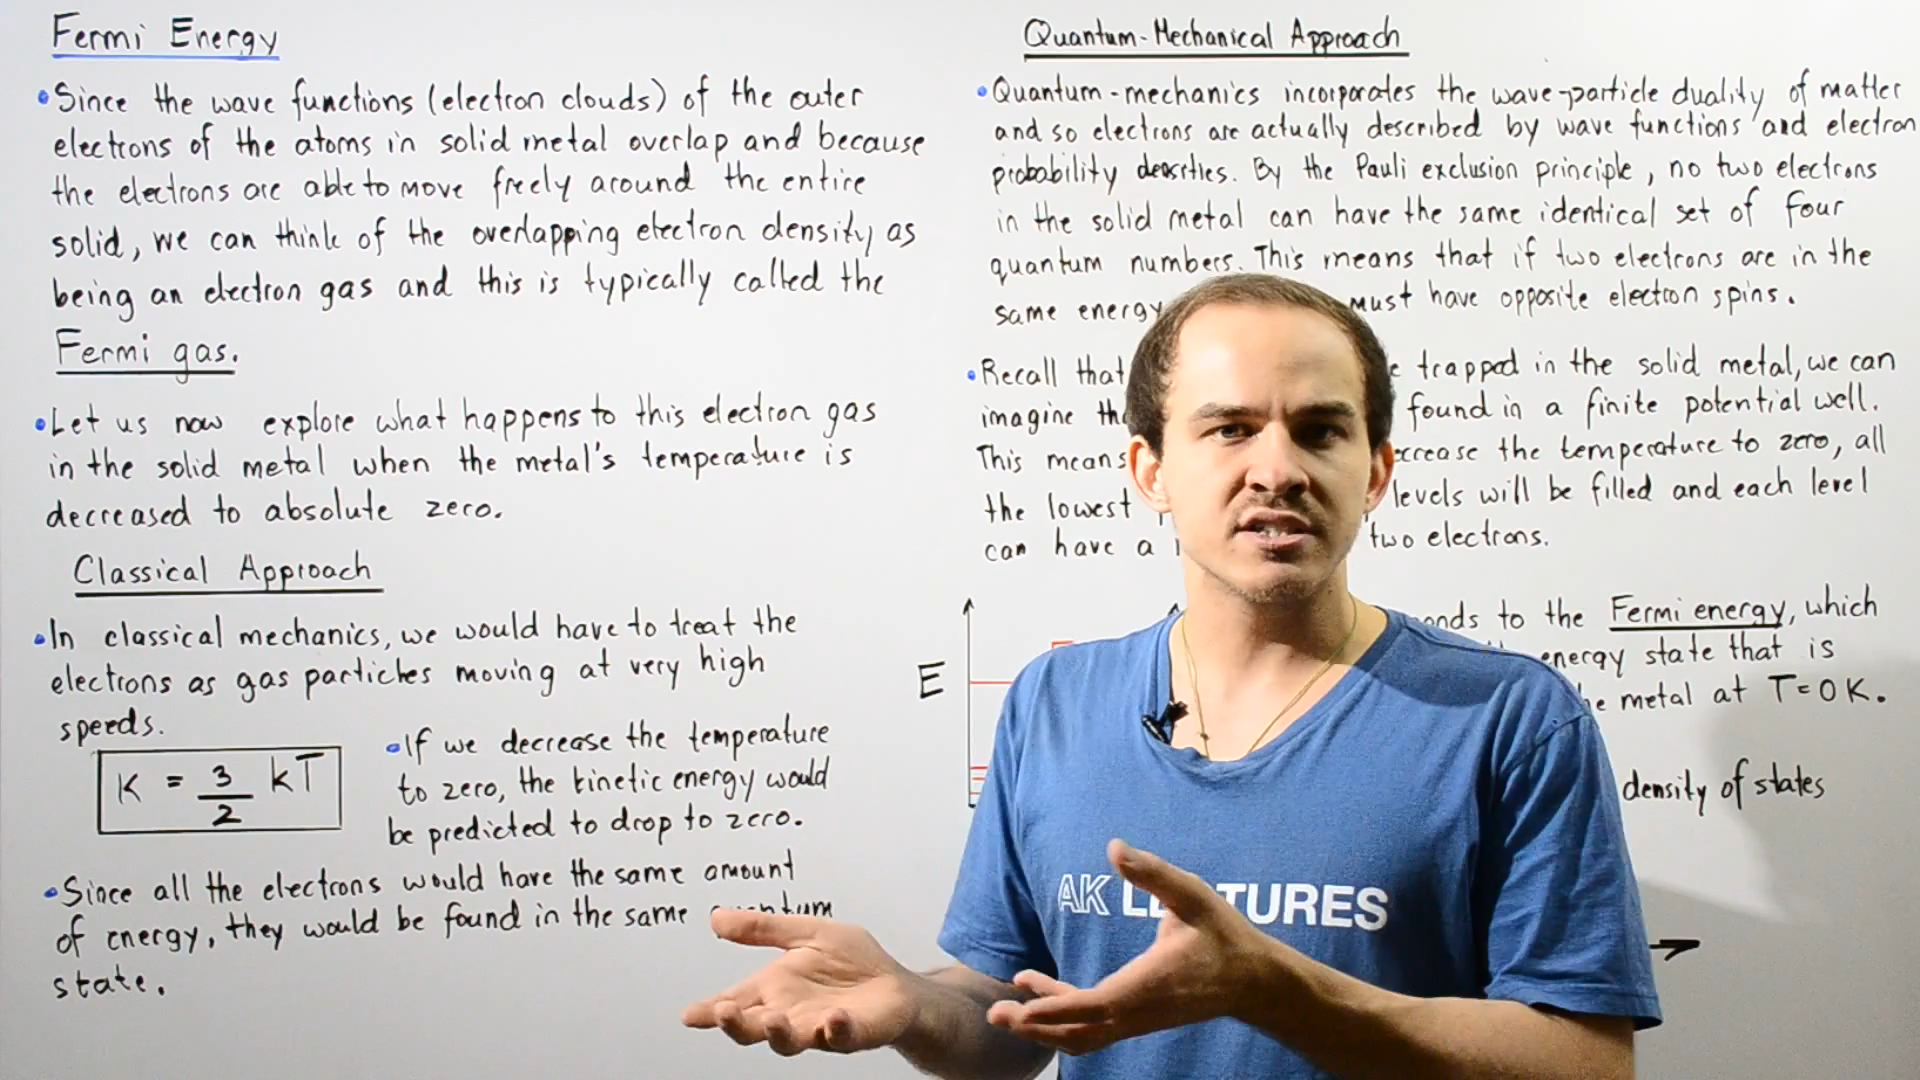 Fermi Energy
•Since the wave functions (electron clouds) of the outer
electrons of the atoms in solid metal overlap and because
the electrons are able to move freely around the entire
solid, we can think of the overlapping electron density as
being an electron gas and this is typically called the
Fermi gas.
•Let us now explore what happens to this electron gas
in the solid metal when the metal's temperature is
decreased to absolute zero.
Classical Approach
•In classical mechanics, we would have to treat the
electrons as gas particles moving at very high
speeds.
K = 3/2 kT
•If we decrease the temperature
to zero, the kinetic energy would
be predicted to drop to zero.
•Since all the electrons would have the same amount
of energy, they would be found in the same quantum
state.
Quantum-Mechanical Approach
•Quantum-mechanics incorporates the wave-particle duality of matter
and so electrons are actually described by wave functions and electron
probability densities. By the Pauli exclusion principle, no two electrons
in the solid metal can have the same identical set of four
quantum numbers. This means that if two electrons are in the
same energy must have opposite electron spins.
•Recall that trapped in the solid metal, we can
imagine found in a finite potential well.
This means the temperature to zero, all
the lowest levels will be filled and each level
can have a two electrons.
to the Fermi energy, which
energy state that is
metal at T=0K.
E
density of states
AK LECTURES